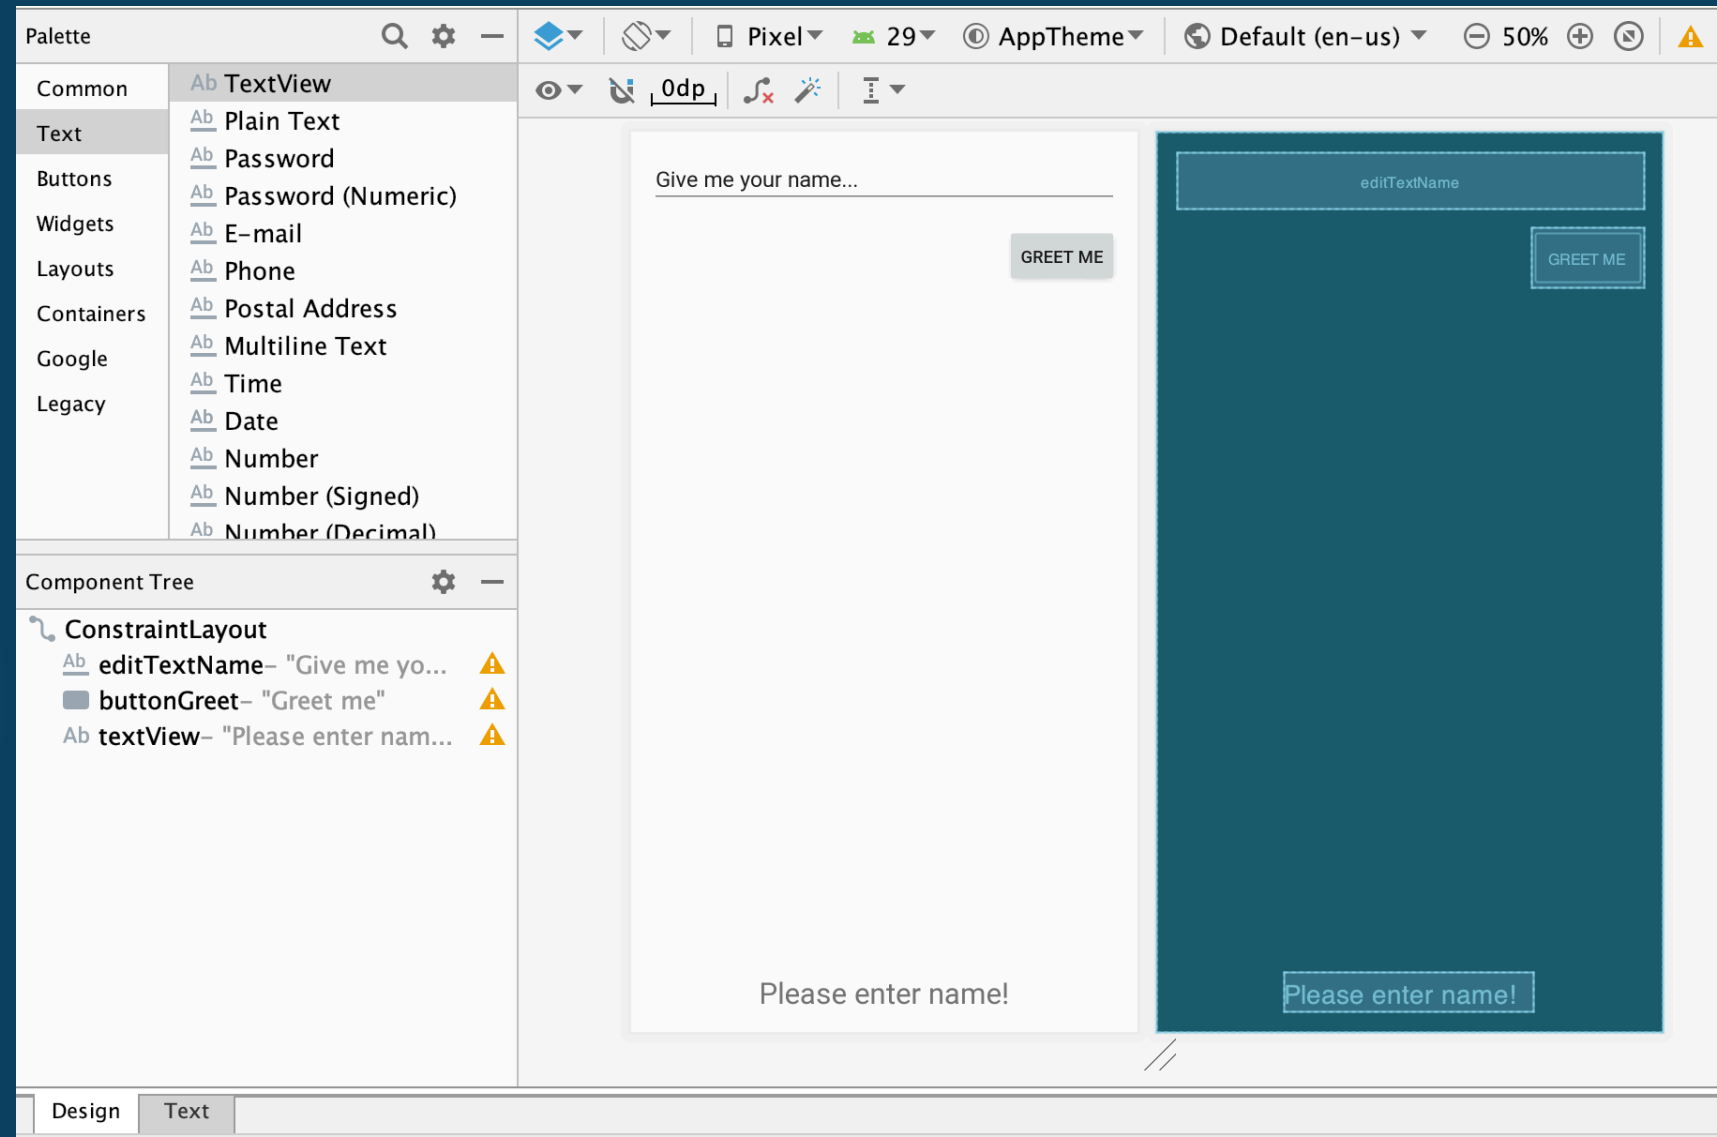 Palette
Pixel 29 AppTheme Default (en-us) 50%
0dp
Common
Text
Buttons
Widgets
Layouts
Containers
Google
Legacy
Ab TextView
Ab Plain Text
Ab Password
Ab Password (Numeric)
Ab E-mail
Ab Phone
Ab Postal Address
Ab Multiline Text
Ab Time
Ab Date
Ab Number
Ab Number (Signed)
Ab Number (Decimal)
Component Tree
ConstraintLayout
Ab editTextName- "Give me yo...
buttonGreet- "Greet me"
Ab textView- "Please enter nam...
Give me your name...
GREET ME
Please enter name!
editTextName
GREET ME
Please enter name!
Design Text